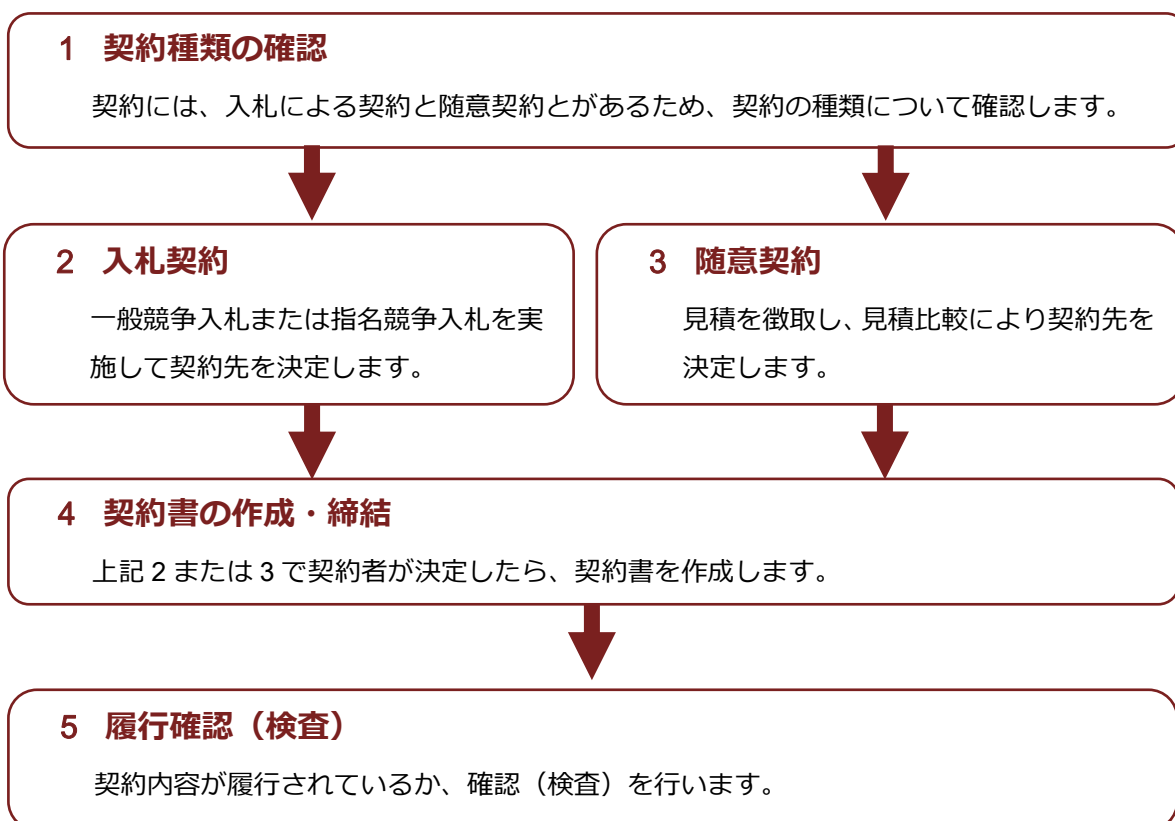 1 契約種類の確認
契約には、入札による契約と随意契約とがあるため、契約の種類について確認します。
2 入札契約
一般競争入札または指名競争入札を実
施して契約先を決定します。
3 随意契約
見積を徴取し、見積比較により契約先を
決定します。
4 契約書の作成・締結
上記 2 または 3 で契約者が決定したら、契約書を作成します。
5 履行確認（検査）
契約内容が履行されているか、確認（検査）を行います。